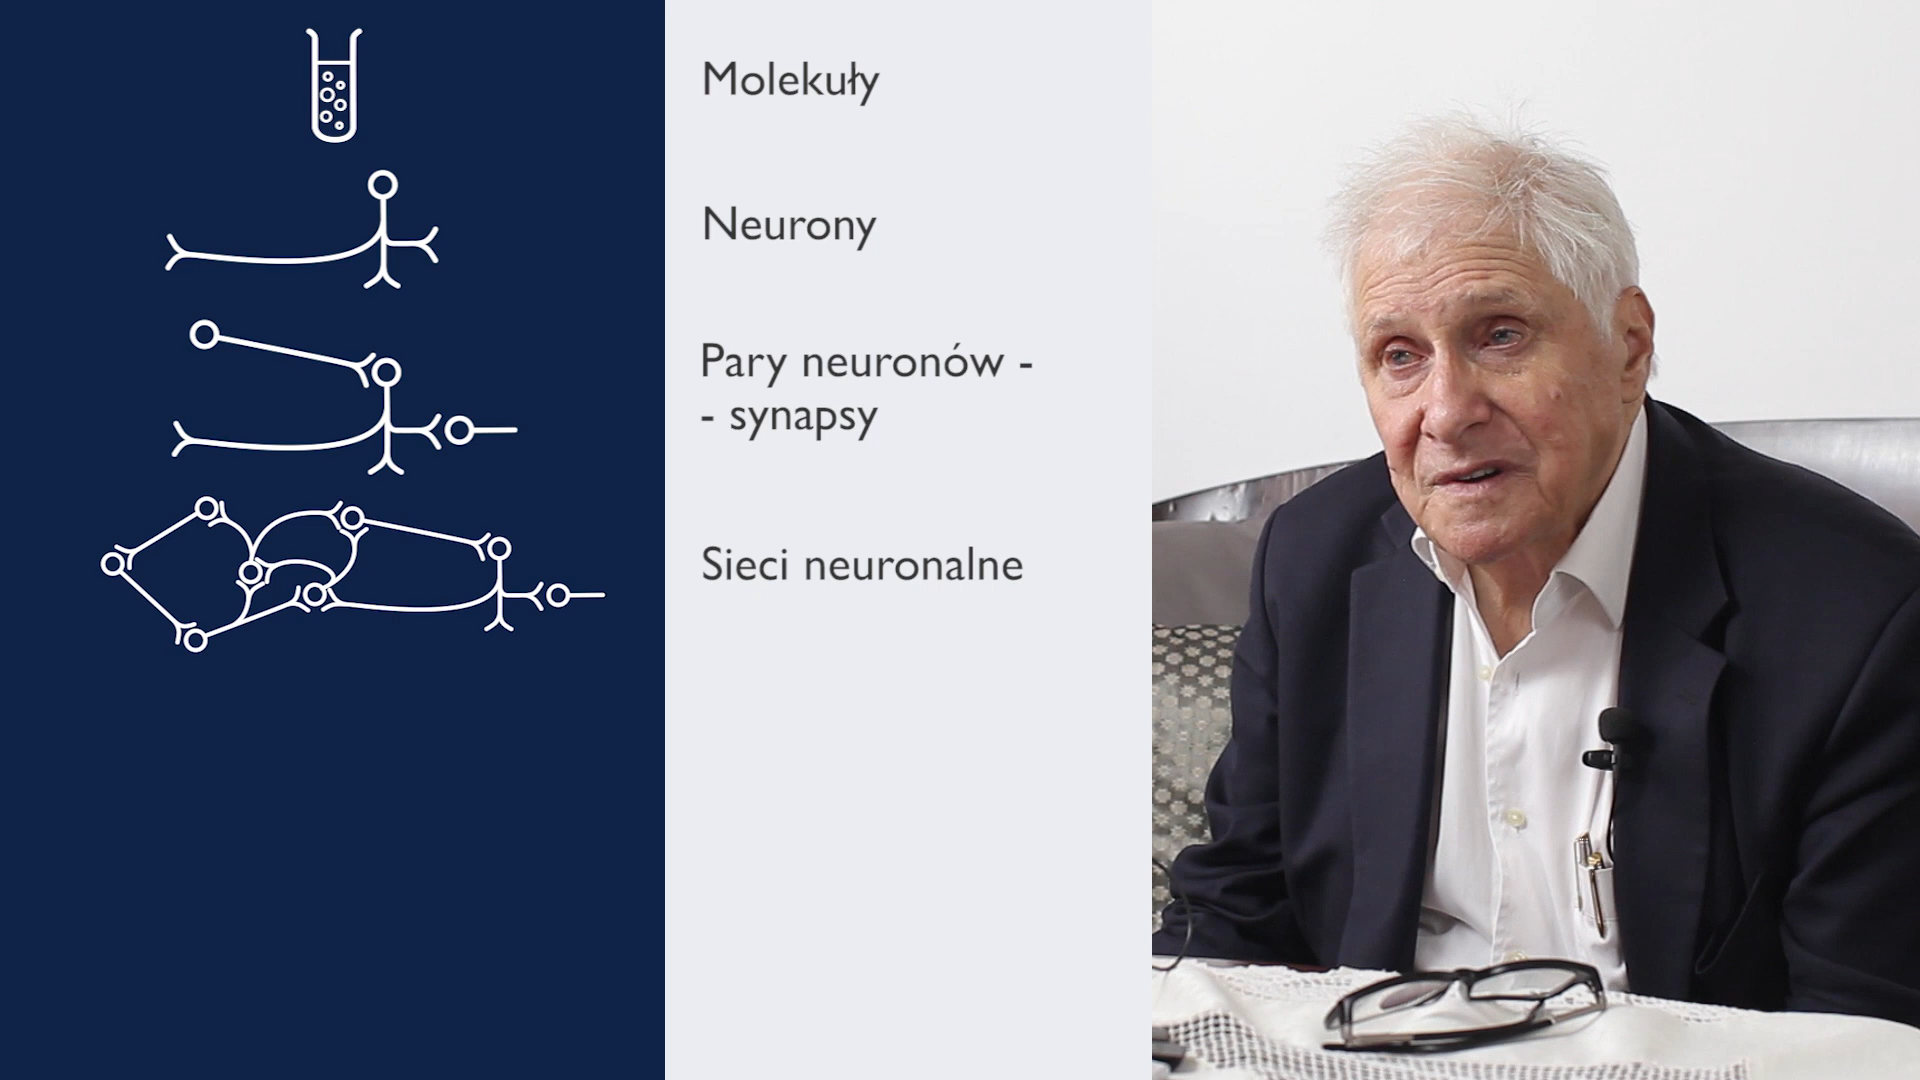 Molekuły
Neurony
Pary neuronów -
- synapsy
Sieci neuronalne